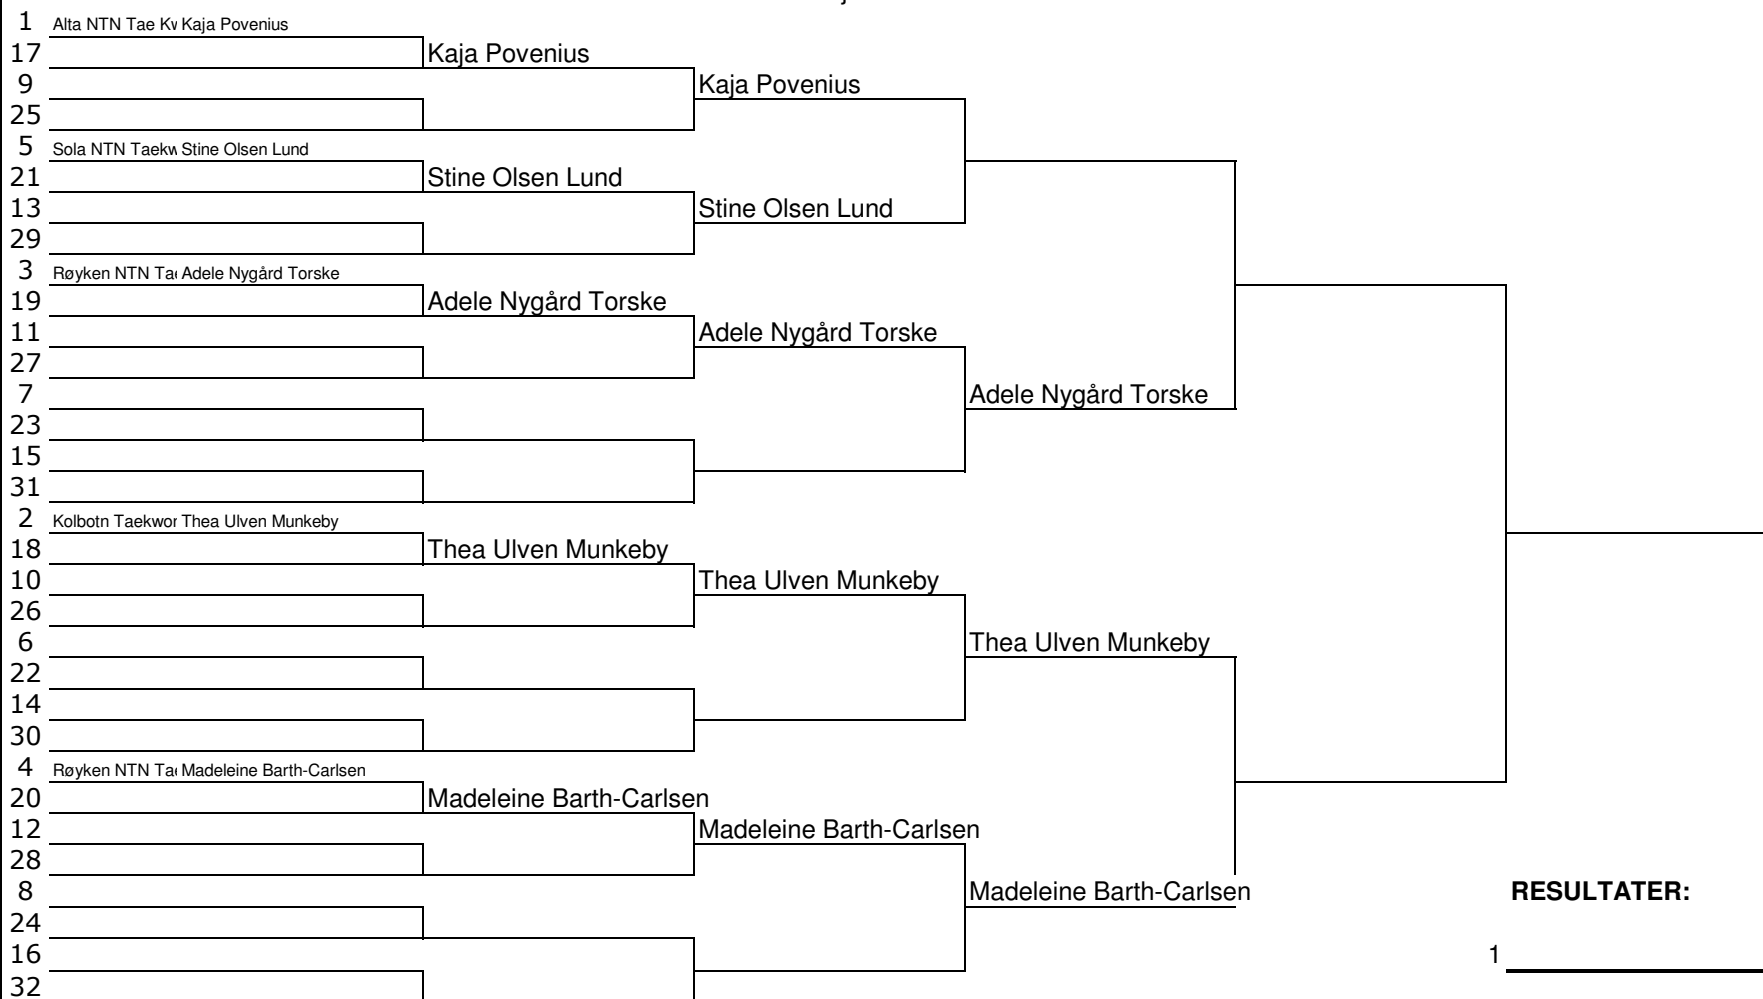 1 Alta NTN Tae Kw Kaja Povenius
17 Kaja Povenius
9 Kaja Povenius
25
5 Sola NTN Taekw Stine Olsen Lund
21 Stine Olsen Lund
13 Stine Olsen Lund
29
3 Røyken NTN Tae Adele Nygård Torske
19 Adele Nygård Torske
11 Adele Nygård Torske
27
7 Adele Nygård Torske
23
15
31
2 Kolbotn Taekwon Thea Ulven Munkeby
18 Thea Ulven Munkeby
10 Thea Ulven Munkeby
26
6 Thea Ulven Munkeby
22
14
30
4 Røyken NTN Tae Madeleine Barth-Carlsen
20 Madeleine Barth-Carlsen
12 Madeleine Barth-Carlsen
28
8 Madeleine Barth-Carlsen RESULTATER:
24
16 1
32